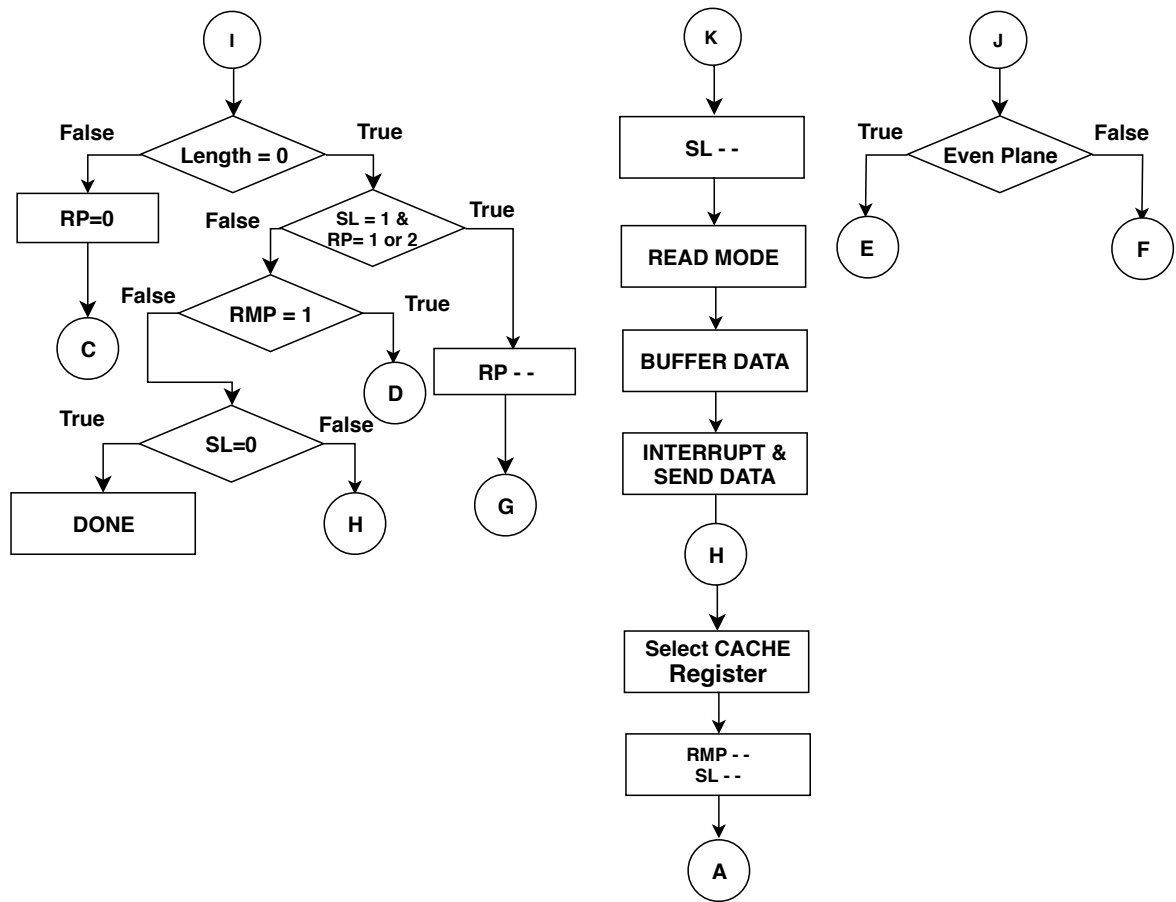 I
False
True
Length = 0
RP=0
C
False
True
SL = 1 &
RP= 1 or 2
False
True
RMP = 1
D
RP - -
G
True
False
SL=0
DONE
H
K
SL - -
READ MODE
BUFFER DATA
INTERRUPT &
SEND DATA
H
Select CACHE
Register
RMP - -
SL - -
A
J
True
False
Even Plane
E
F